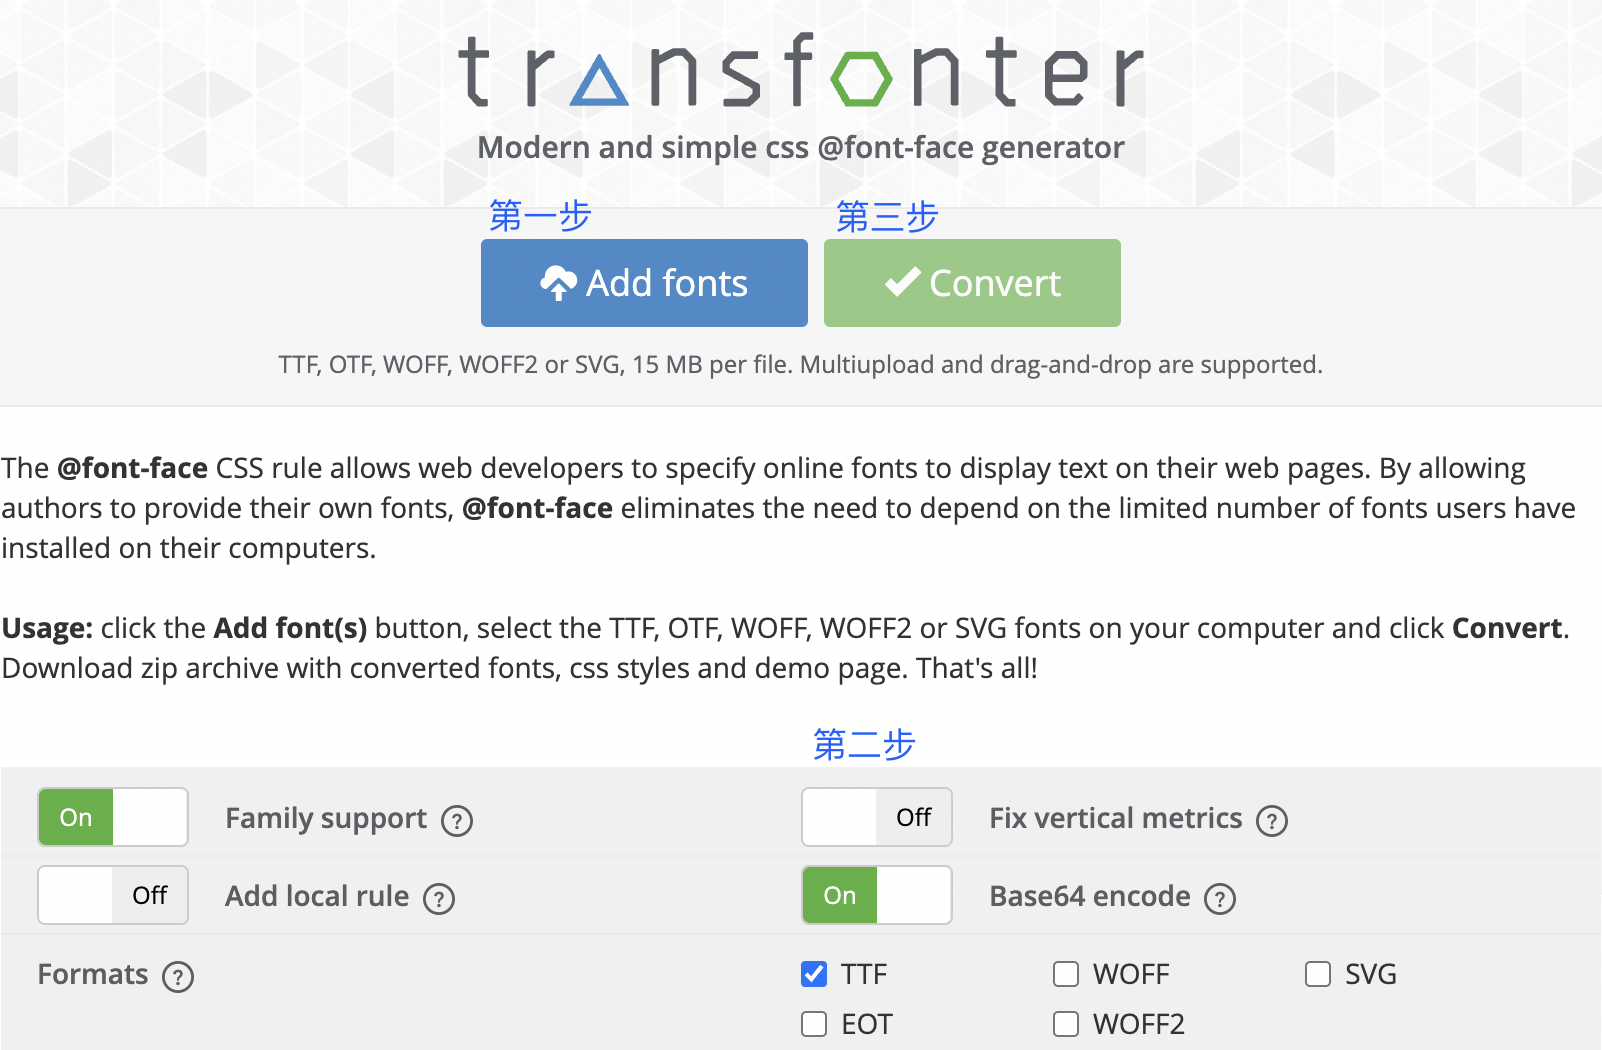 transfonter
Modern and simple css @font-face generator
第一步
第三步
Add fonts
Convert
TTF, OTF, WOFF, WOFF2 or SVG, 15 MB per file. Multiupload and drag-and-drop are supported.
The @font-face CSS rule allows web developers to specify online fonts to display text on their web pages. By allowing
authors to provide their own fonts, @font-face eliminates the need to depend on the limited number of fonts users have
installed on their computers.
Usage: click the Add font(s) button, select the TTF, OTF, WOFF, WOFF2 or SVG fonts on your computer and click Convert.
Download zip archive with converted fonts, css styles and demo page. That's all!
第二步
On Family support ?
Off Fix vertical metrics ?
Off Add local rule ?
On Base64 encode ?
Formats ?
TTF WOFF SVG
EOT WOFF2